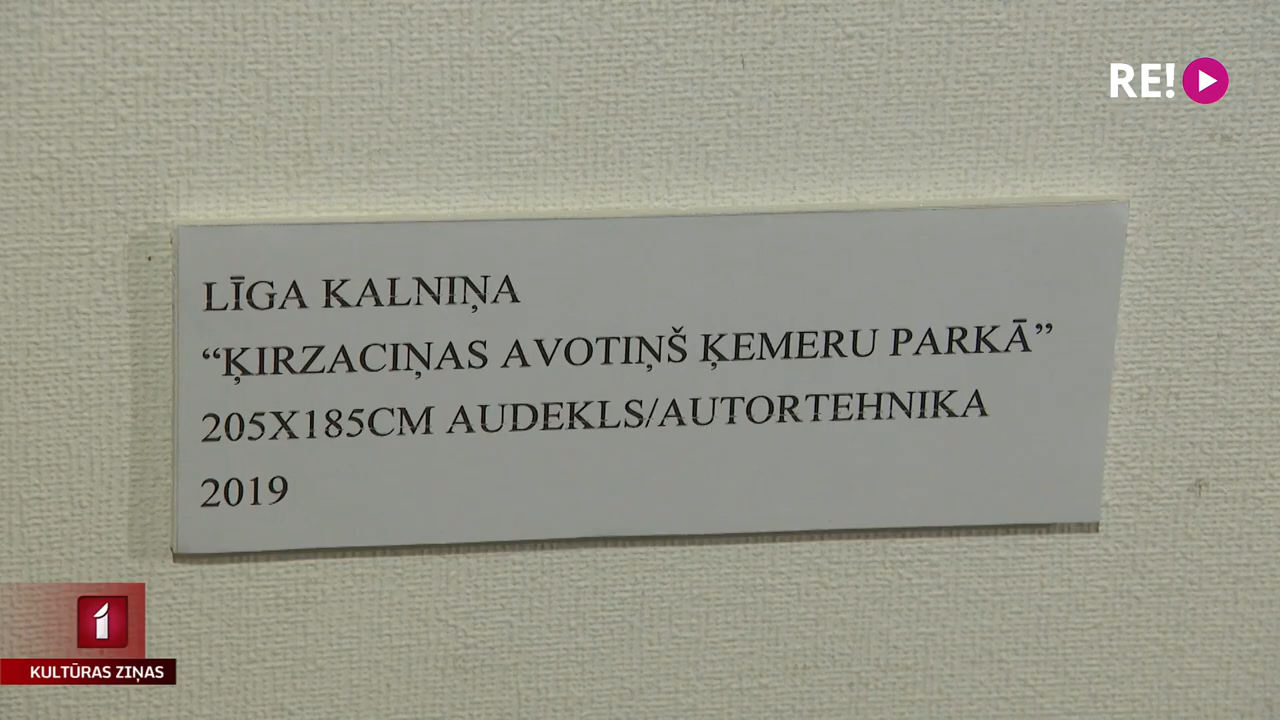 RE!
LĪGA KALNIŅA
“ĶIRZACIŅAS AVOTIŅŠ ĶEMERU PARKĀ”
205X185CM AUDEKLS/AUTORTEHNIKA
2019
1
KULTŪRAS ZIŅAS